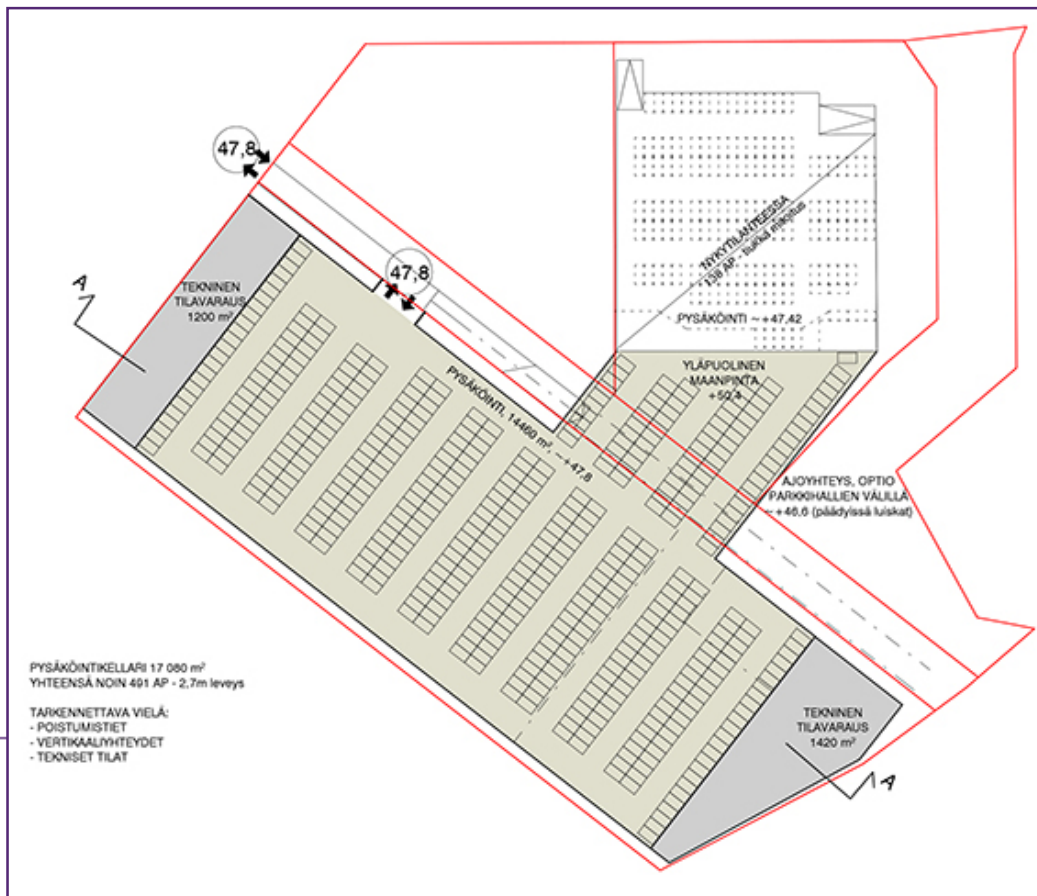 47,8
47,8
NYKYTILANTEESSA
138 AP - tiukka mitoitus
PYSÄKÖINTI ~+47,42
A
TEKNINEN
TILAVARAUS
1200 m²
YLÄPUOLINEN
MAANPINTA
+50,4
PYSÄKÖINTI, 14460 m², ~+47,8
AJOYHTEYS, OPTIO
PARKKIHALLIEN VÄLILLÄ
~+46,6 (päädyissä luiskat)
PYSÄKÖINTIKELLARI 17 080 m²
YHTEENSÄ NOIN 491 AP - 2,7m leveys
TARKENNETTAVA VIELÄ:
- POISTUMISTIET
- VERTIKAALIYHTEYDET
- TEKNISET TILAT
TEKNINEN
TILAVARAUS
1420 m²
A